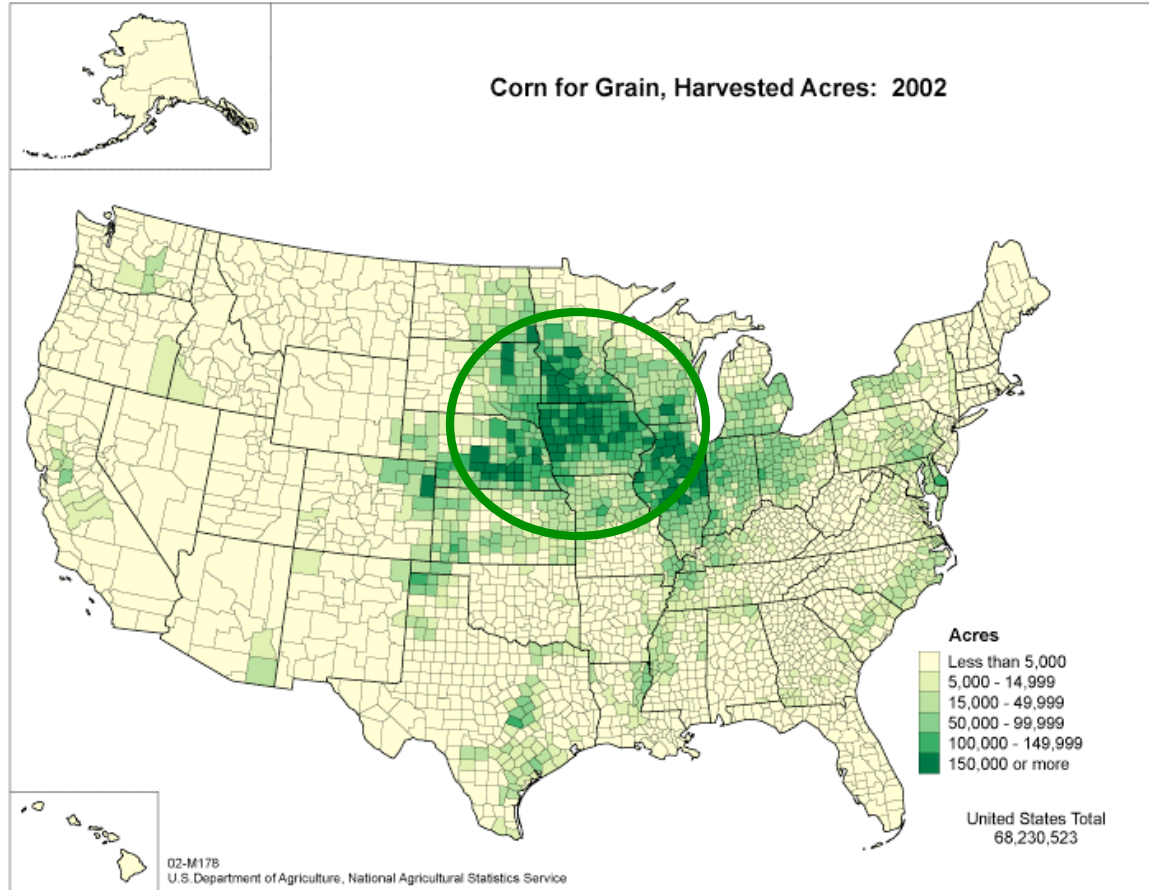 Corn for Grain, Harvested Acres: 2002
Acres
Less than 5,000
5,000 - 14,999
15,000 - 49,999
50,000 - 99,999
100,000 - 149,999
150,000 or more
United States Total
68,230,523
02-M178
U.S.Department of Agriculture, National Agricultural Statistics Service